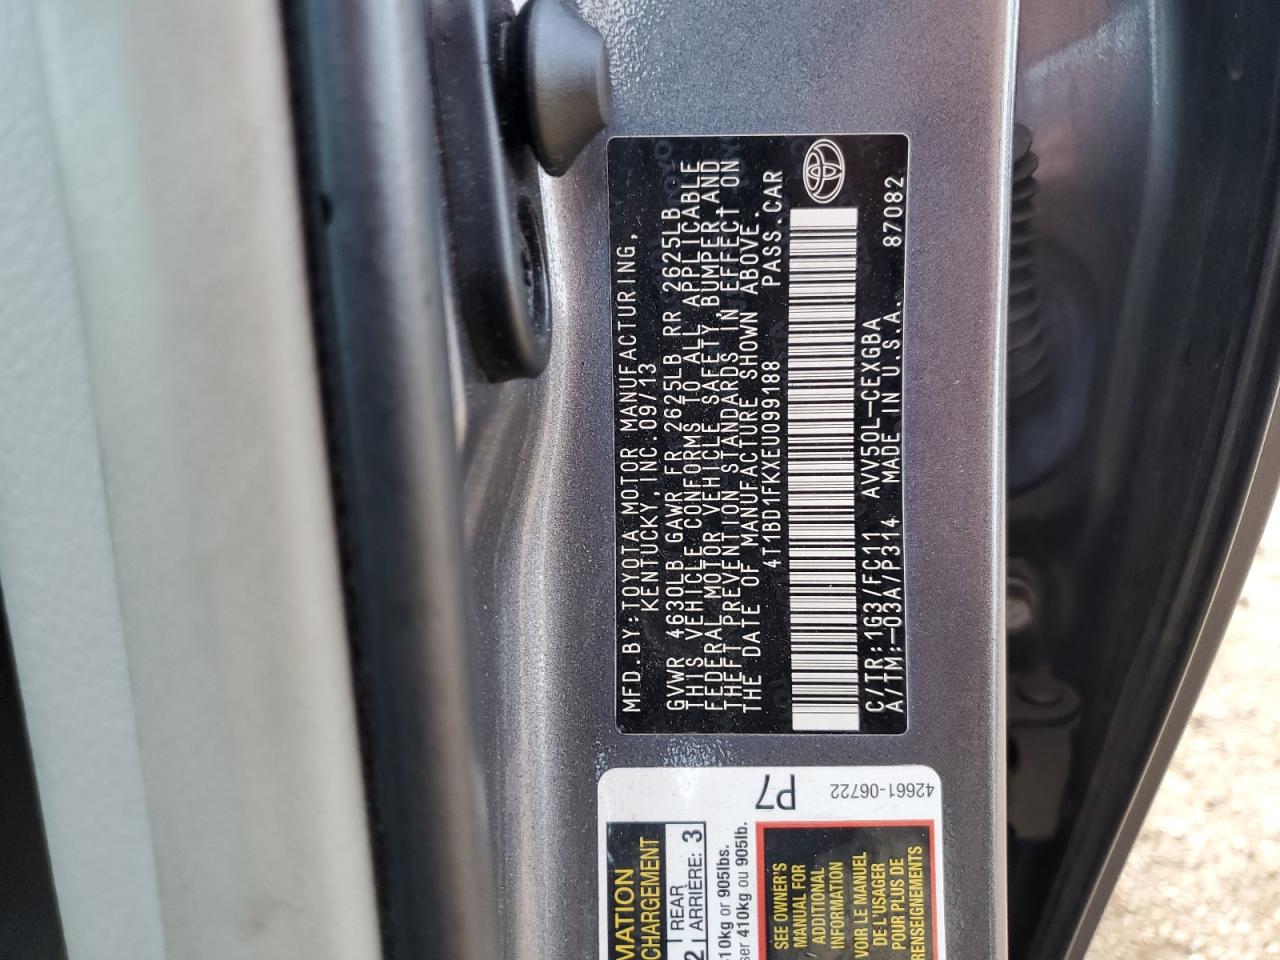 MFD.BY:TOYOTA MOTOR MANUFACTURING,
KENTUCKY,INC.09/13
GVWR 4630LB GAWR FR 2625LB RR 2625LB
THIS VEHICLE CONFORMS TO ALL APPLICABLE
FEDERAL MOTOR VEHICLE SAFETY,BUMPER,AND
THEFT PREVENTION STANDARDS IN EFFECT ON
THE DATE OF MANUFACTURE SHOWN ABOVE.
4T1BD1FKXEU099188 PASS.CAR
C/TR:1G3/FC11 AVV50L-CEXGBA
A/TM:-03A/P314 MADE IN U.S.A. 87082
P7
42661-06722
CHARGEMENT
2 REAR
ARRIÈRE: 3
or 905lbs.
410kg ou 905lb.
SEE OWNER'S
MANUAL FOR
ADDITIONAL
INFORMATION
VOIR LE MANUEL
DE L'USAGER
POUR PLUS DE
RENSEIGNEMENTS